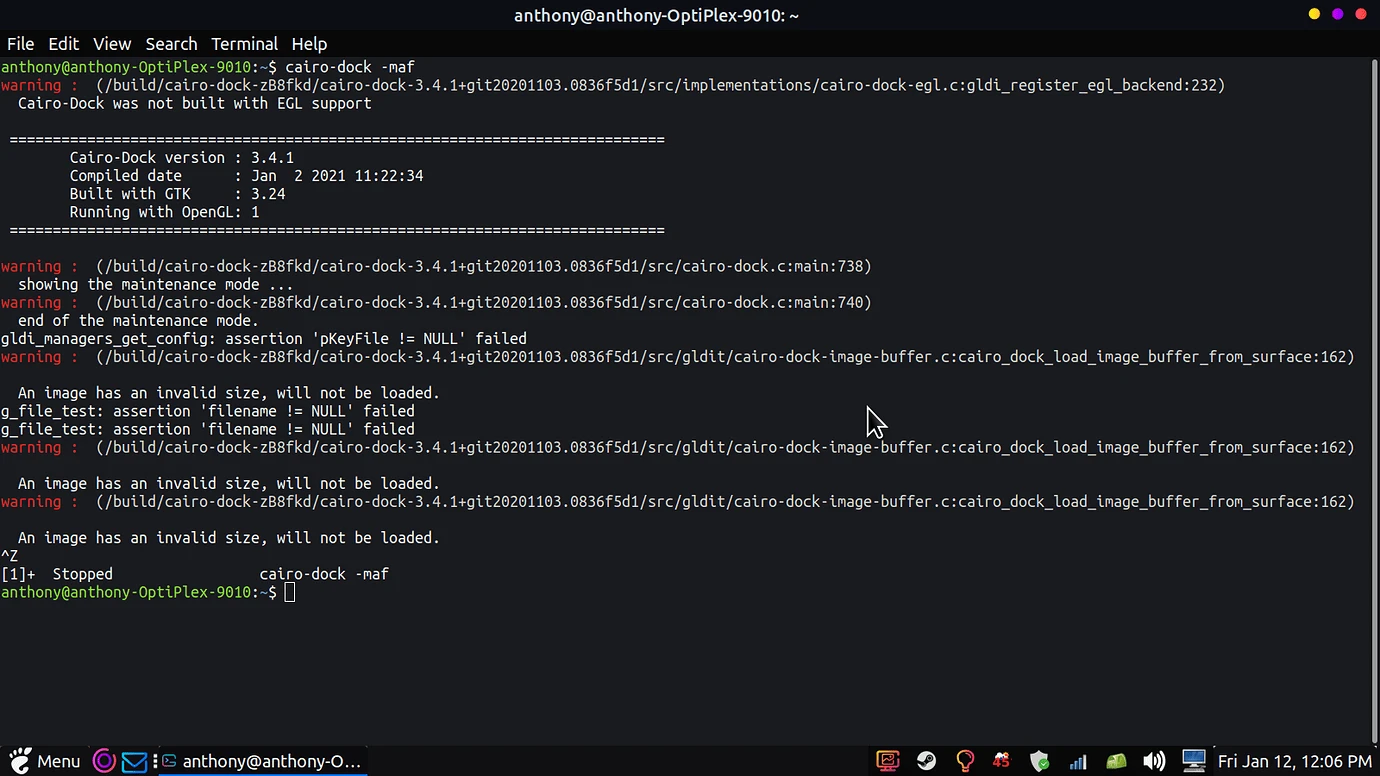 anthony@anthony-OptiPlex-9010: ~
File Edit View Search Terminal Help
anthony@anthony-OptiPlex-9010:~$ cairo-dock -maf
warning :  (/build/cairo-dock-zB8fkd/cairo-dock-3.4.1+git20201103.0836f5d1/src/implementations/cairo-dock-egl.c:gldi_register_egl_backend:232)
  Cairo-Dock was not built with EGL support
============================================================================
        Cairo-Dock version : 3.4.1
        Compiled date      : Jan  2 2021 11:22:34
        Built with GTK     : 3.24
        Running with OpenGL: 1
============================================================================
warning :  (/build/cairo-dock-zB8fkd/cairo-dock-3.4.1+git20201103.0836f5d1/src/cairo-dock.c:main:738)
  showing the maintenance mode ...
warning :  (/build/cairo-dock-zB8fkd/cairo-dock-3.4.1+git20201103.0836f5d1/src/cairo-dock.c:main:740)
  end of the maintenance mode.
gldi_managers_get_config: assertion 'pKeyFile != NULL' failed
warning :  (/build/cairo-dock-zB8fkd/cairo-dock-3.4.1+git20201103.0836f5d1/src/gldit/cairo-dock-image-buffer.c:cairo_dock_load_image_buffer_from_surface:162)
  An image has an invalid size, will not be loaded.
g_file_test: assertion 'filename != NULL' failed
g_file_test: assertion 'filename != NULL' failed
warning :  (/build/cairo-dock-zB8fkd/cairo-dock-3.4.1+git20201103.0836f5d1/src/gldit/cairo-dock-image-buffer.c:cairo_dock_load_image_buffer_from_surface:162)
  An image has an invalid size, will not be loaded.
warning :  (/build/cairo-dock-zB8fkd/cairo-dock-3.4.1+git20201103.0836f5d1/src/gldit/cairo-dock-image-buffer.c:cairo_dock_load_image_buffer_from_surface:162)
  An image has an invalid size, will not be loaded.
^Z
[1]+  Stopped                 cairo-dock -maf
anthony@anthony-OptiPlex-9010:~$
Menu anthony@anthony-O... 45 Fri Jan 12, 12:06 PM